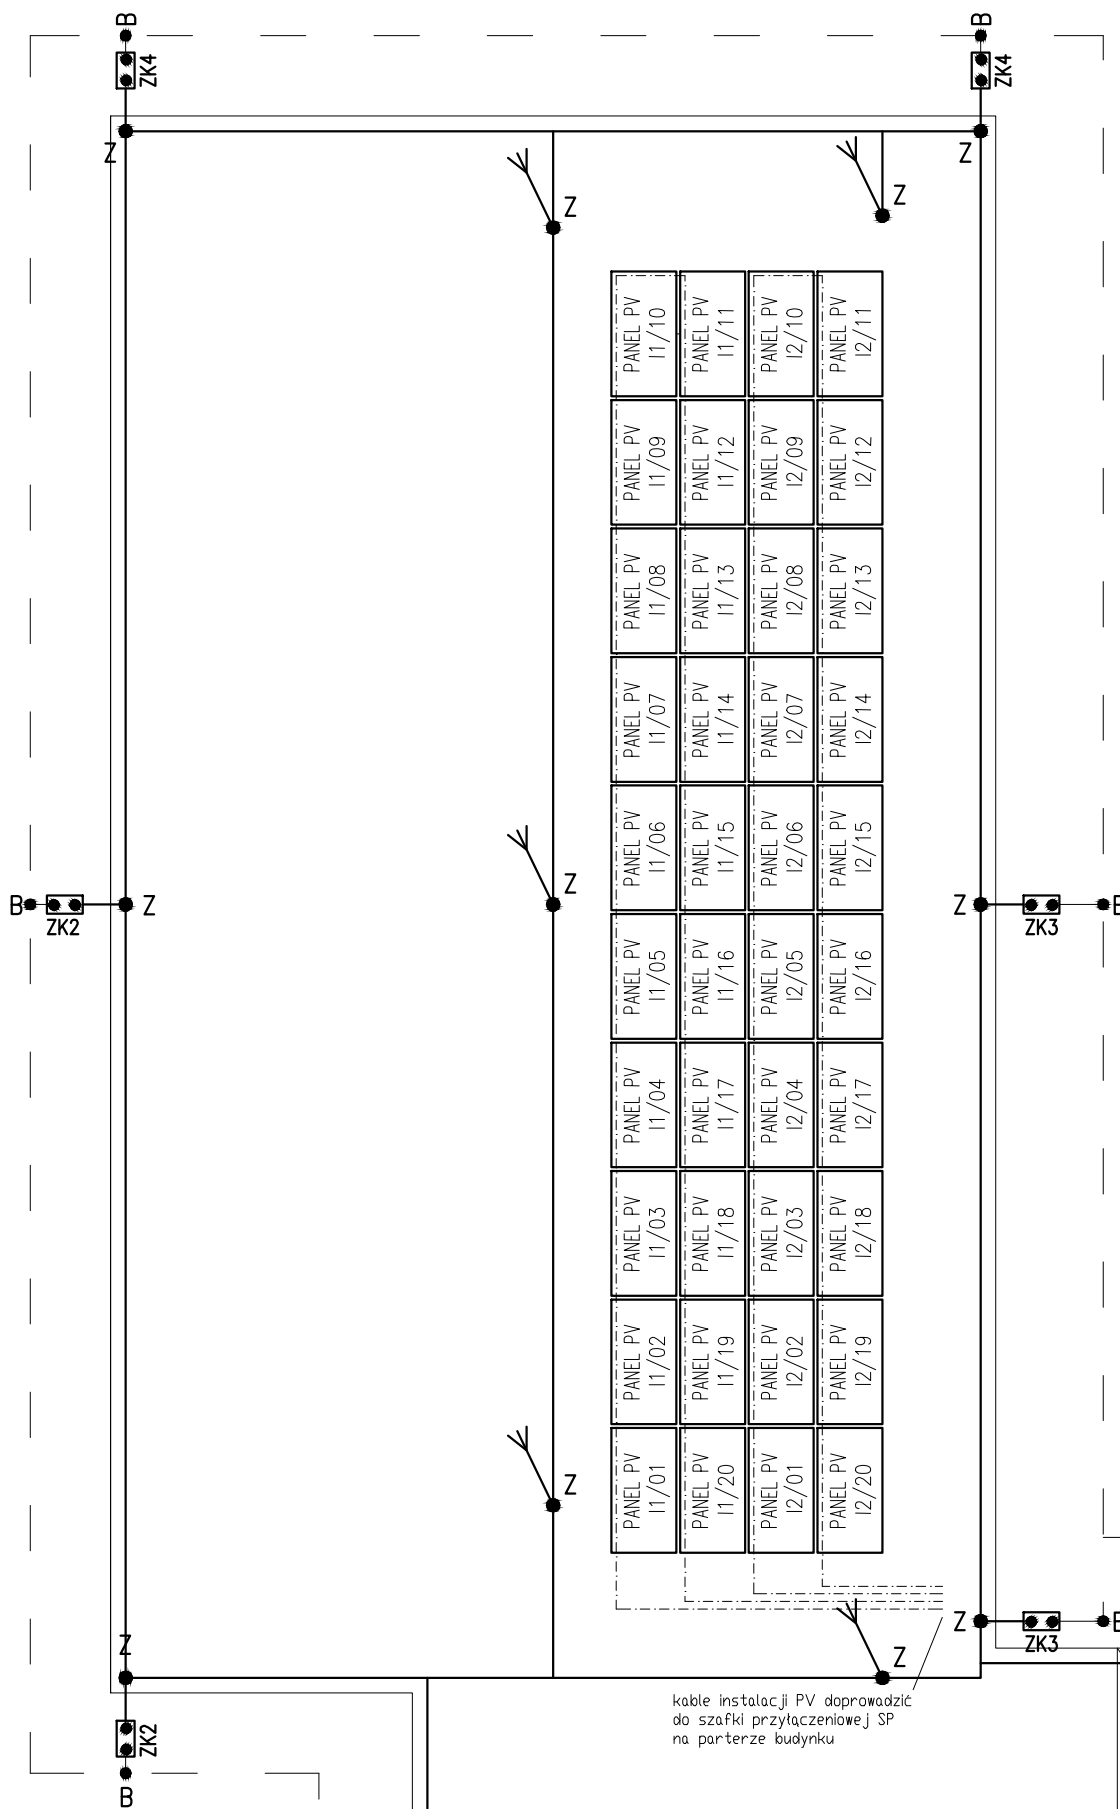 B
B
ZK4
ZK4
Z
Z
Z
Z
PANEL PV
I1/10
PANEL PV
I1/11
PANEL PV
I2/10
PANEL PV
I2/11
PANEL PV
I1/09
PANEL PV
I1/12
PANEL PV
I2/09
PANEL PV
I2/12
PANEL PV
I1/08
PANEL PV
I1/13
PANEL PV
I2/08
PANEL PV
I2/13
PANEL PV
I1/07
PANEL PV
I1/14
PANEL PV
I2/07
PANEL PV
I2/14
PANEL PV
I1/06
PANEL PV
I1/15
PANEL PV
I2/06
PANEL PV
I2/15
B
ZK2
Z
Z
Z
ZK3
B
PANEL PV
I1/05
PANEL PV
I1/16
PANEL PV
I2/05
PANEL PV
I2/16
PANEL PV
I1/04
PANEL PV
I1/17
PANEL PV
I2/04
PANEL PV
I2/17
PANEL PV
I1/03
PANEL PV
I1/18
PANEL PV
I2/03
PANEL PV
I2/18
PANEL PV
I1/02
PANEL PV
I1/19
PANEL PV
I2/02
PANEL PV
I2/19
PANEL PV
I1/01
PANEL PV
I1/20
PANEL PV
I2/01
PANEL PV
I2/20
Z
Z
ZK3
B
Z
Z
ZK2
B
kable instalacji PV doprowadzić
do szafki przyłączeniowej SP
na parterze budynku